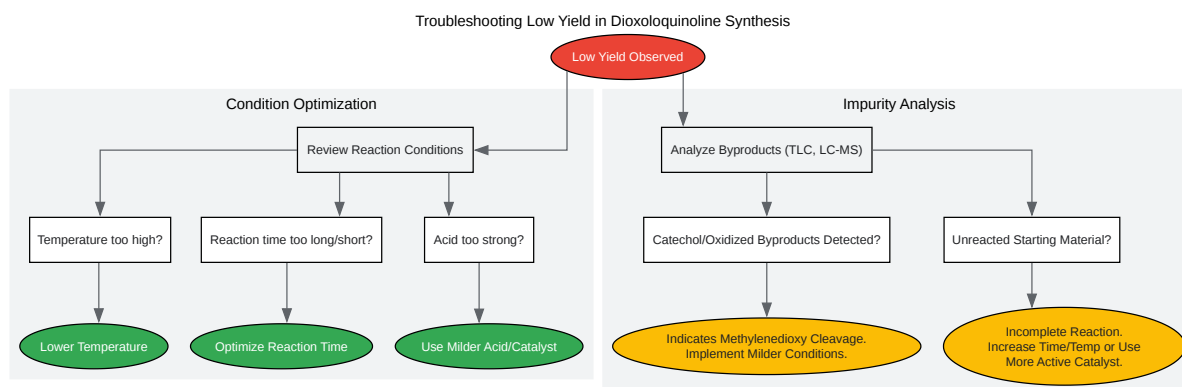 Troubleshooting Low Yield in Dioxoloquinoline Synthesis
Low Yield Observed
Condition Optimization
Impurity Analysis
Review Reaction Conditions
Analyze Byproducts (TLC, LC-MS)
Temperature too high?
Reaction time too long/short?
Acid too strong?
Catechol/Oxidized Byproducts Detected?
Unreacted Starting Material?
Lower Temperature
Optimize Reaction Time
Use Milder Acid/Catalyst
Indicates Methylenedioxy Cleavage.
Implement Milder Conditions.
Incomplete Reaction.
Increase Time/Temp or Use
More Active Catalyst.